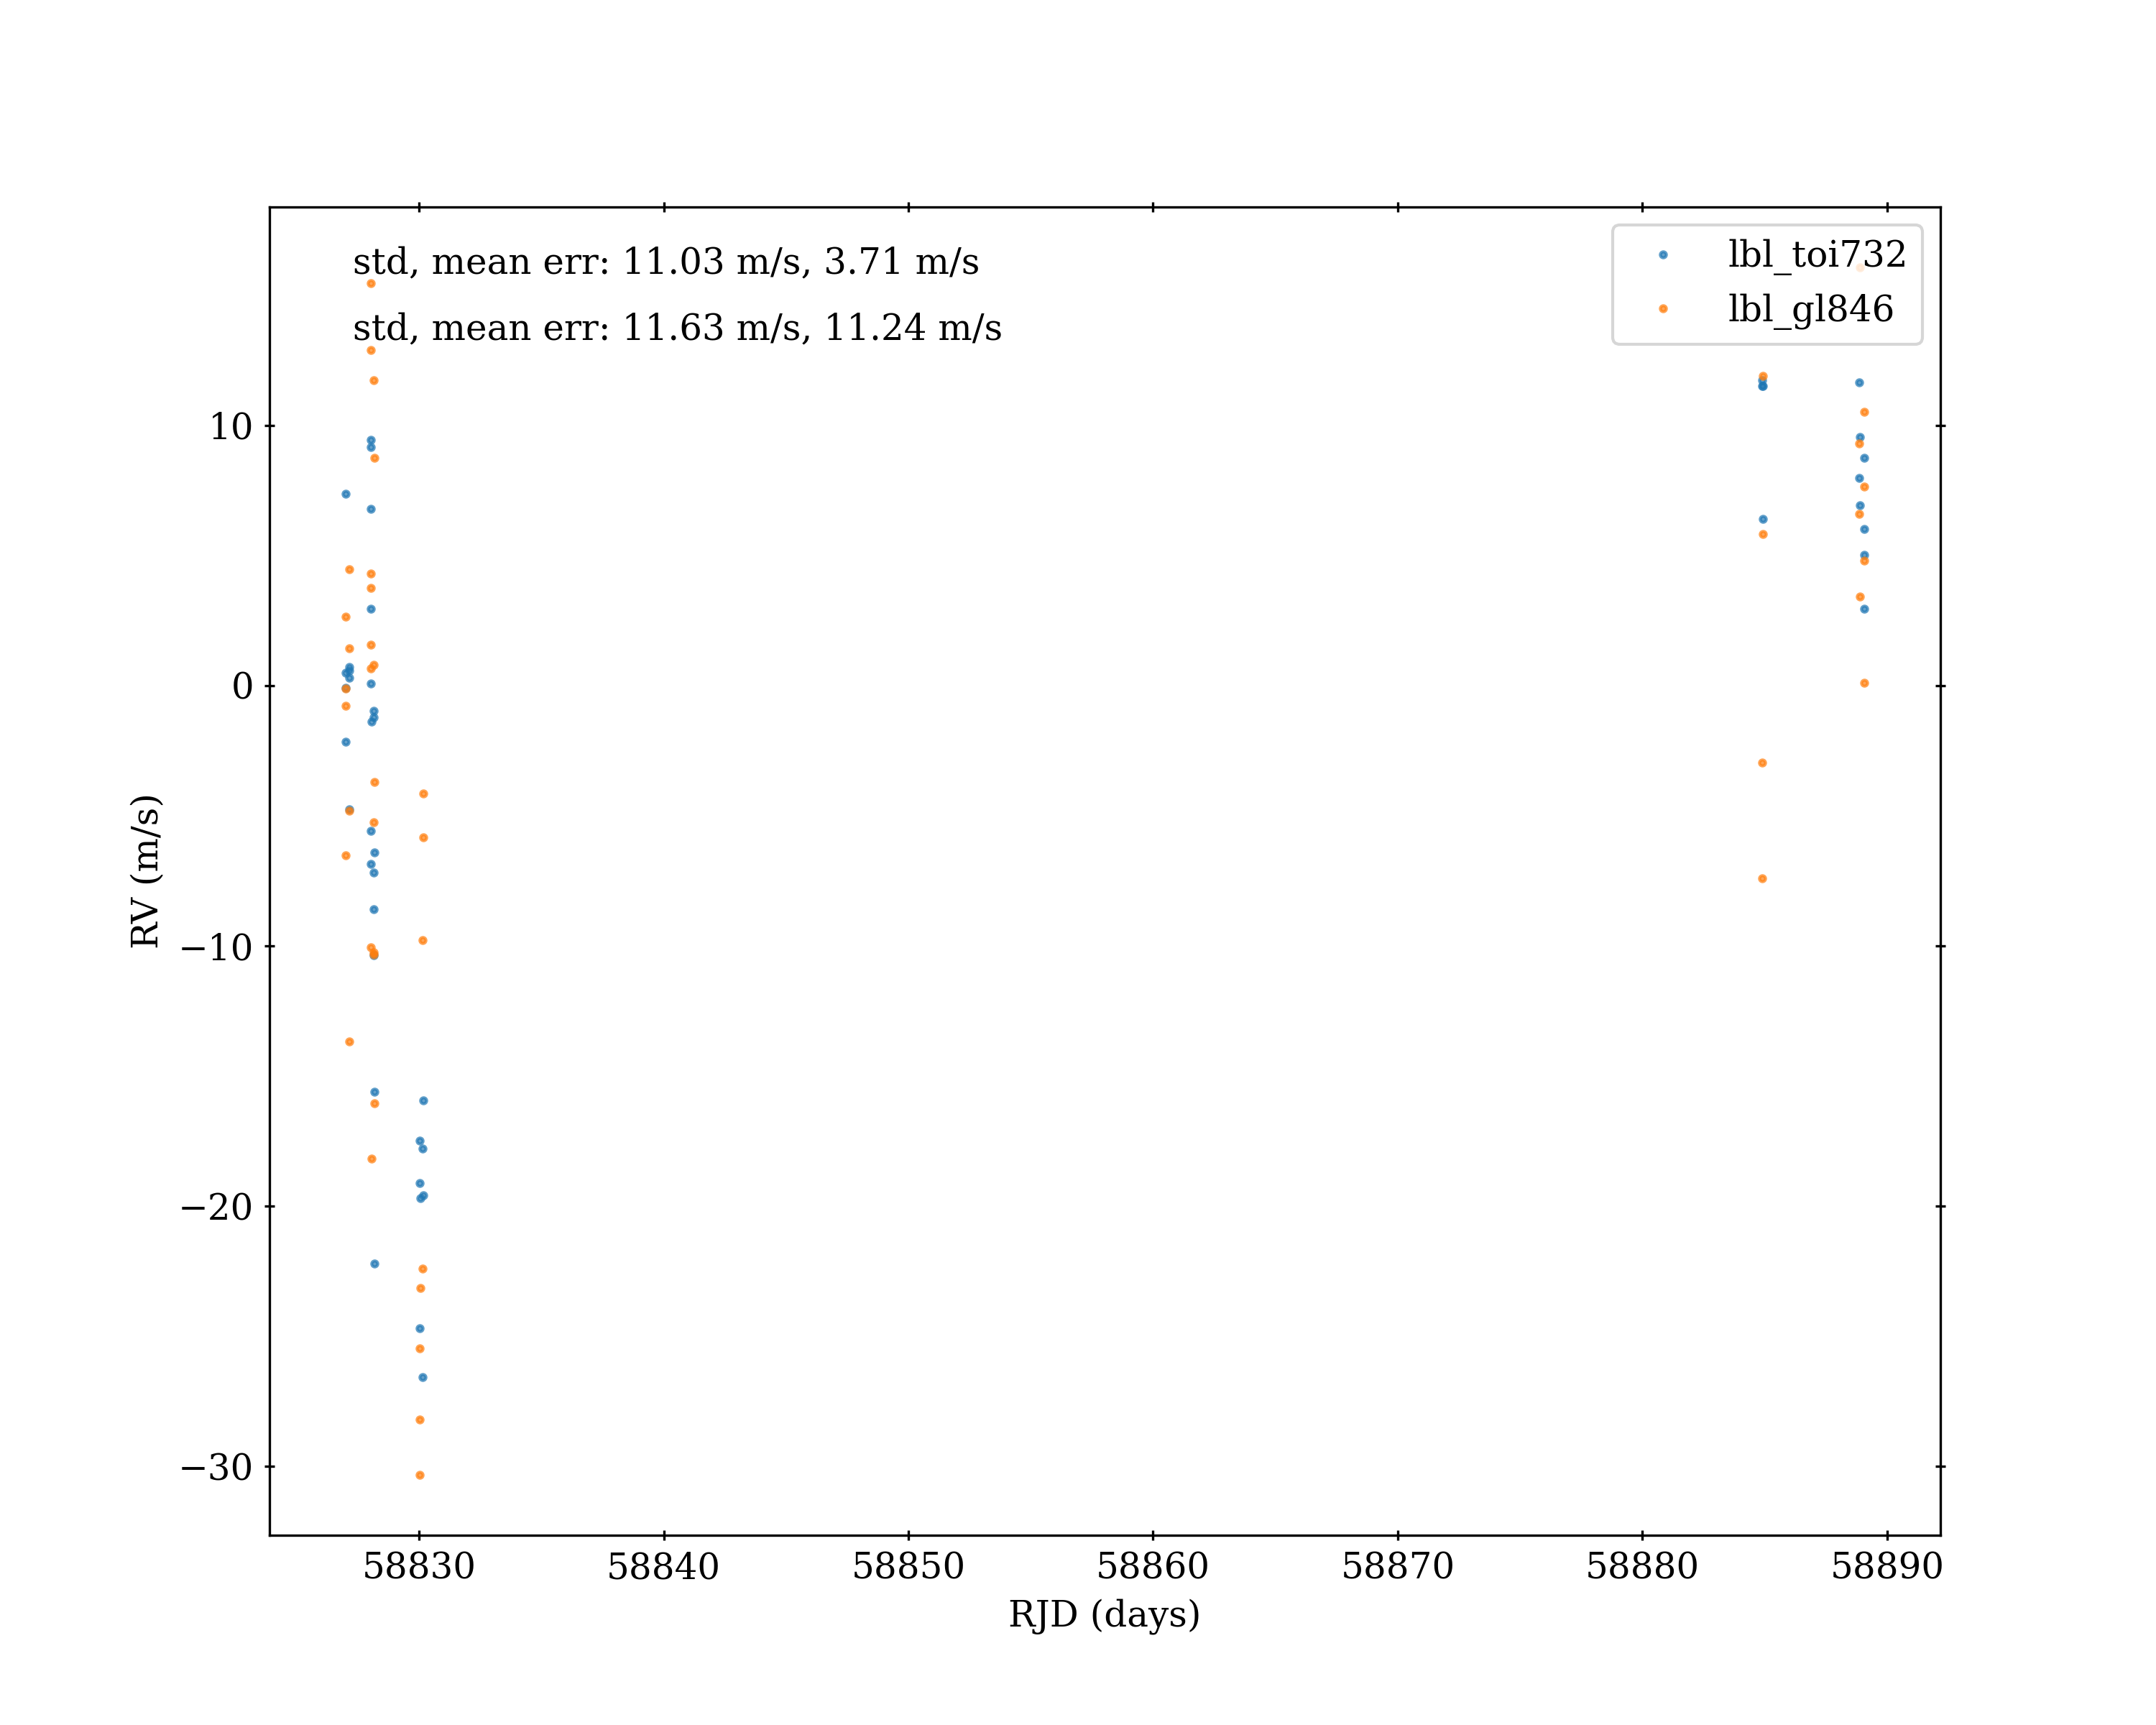 std, mean err: 11.03 m/s, 3.71 m/s
std, mean err: 11.63 m/s, 11.24 m/s
lbl_toi732
lbl_gl846
10
0
−10
−20
−30
RV (m/s)
58830 58840 58850 58860 58870 58880 58890
RJD (days)